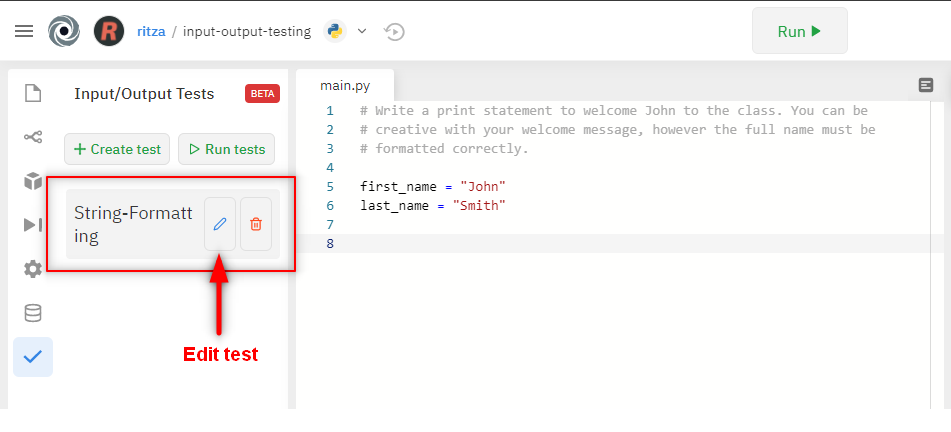 R ritza / input-output-testing
Run
Input/Output Tests BETA
+ Create test
Run tests
String-Formatt
ing
Edit test
main.py
1 # Write a print statement to welcome John to the class. You can be
2 # creative with your welcome message, however the full name must be
3 # formatted correctly.
4
5 first_name = "John"
6 last_name = "Smith"
7
8